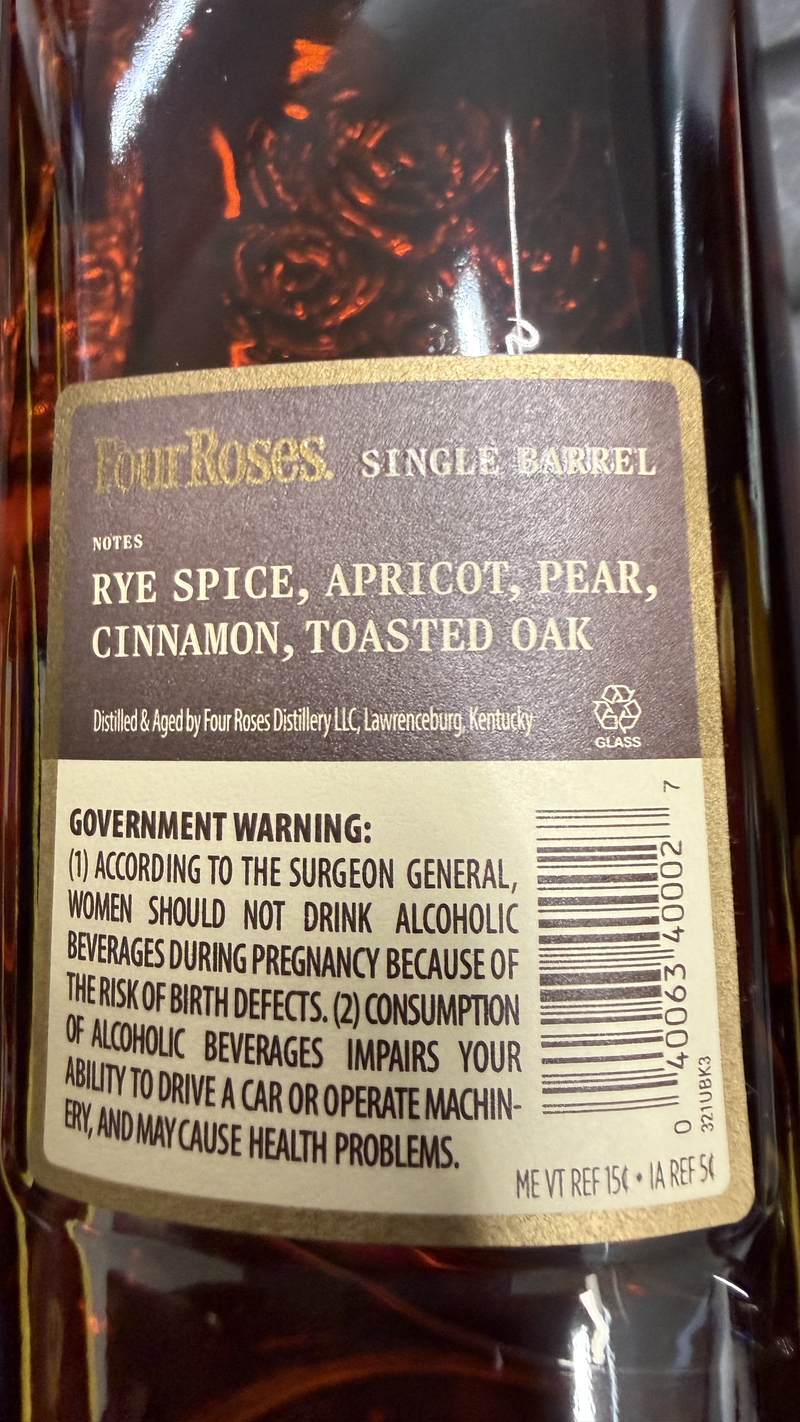 Four Roses. SINGLE BARREL
NOTES
RYE SPICE, APRICOT, PEAR,
CINNAMON, TOASTED OAK
Distilled & Aged by Four Roses Distillery LLC, Lawrenceburg, Kentucky
GLASS
GOVERNMENT WARNING:
(1) ACCORDING TO THE SURGEON GENERAL,
WOMEN SHOULD NOT DRINK ALCOHOLIC
BEVERAGES DURING PREGNANCY BECAUSE OF
THE RISK OF BIRTH DEFECTS. (2) CONSUMPTION
OF ALCOHOLIC BEVERAGES IMPAIRS YOUR
ABILITY TO DRIVE A CAR OR OPERATE MACHIN-
ERY, AND MAY CAUSE HEALTH PROBLEMS.
0 40063 40002 7
321UBK3
ME VT REF 15¢ • IA REF 5¢